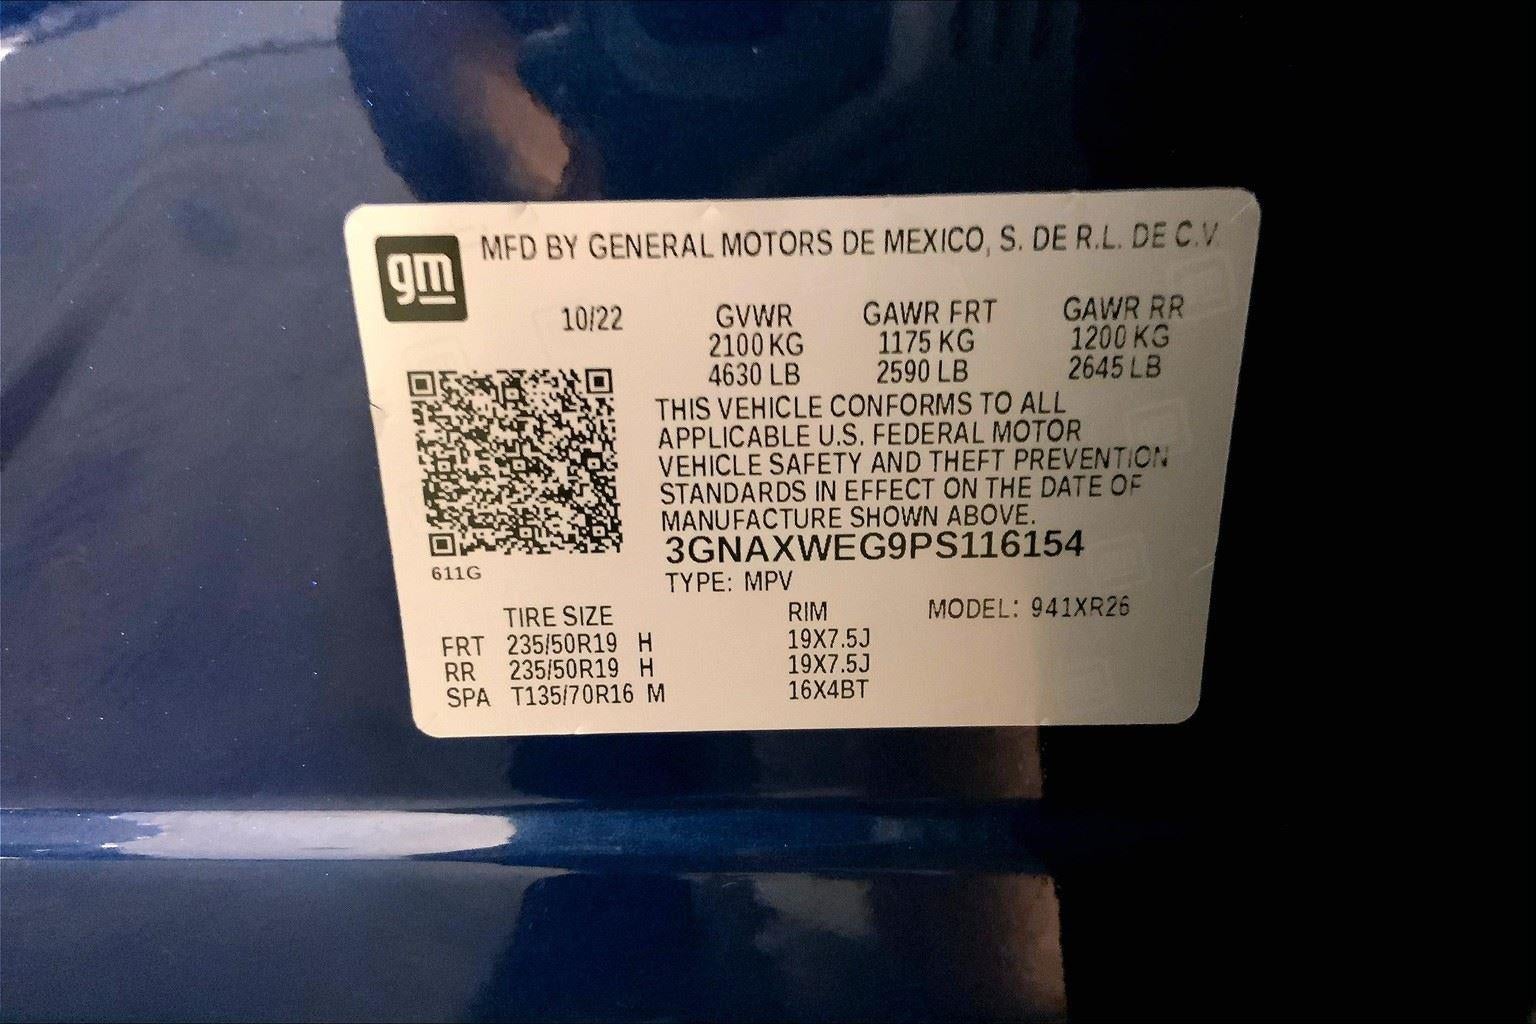 gm
MFD BY GENERAL MOTORS DE MEXICO, S. DE R.L. DE C.V.
10/22 GVWR GAWR FRT GAWR RR
2100 KG 1175 KG 1200 KG
4630 LB 2590 LB 2645 LB
THIS VEHICLE CONFORMS TO ALL
APPLICABLE U.S. FEDERAL MOTOR
VEHICLE SAFETY AND THEFT PREVENTION
STANDARDS IN EFFECT ON THE DATE OF
MANUFACTURE SHOWN ABOVE.
3GNAXWEG9PS116154
611G
TYPE: MPV
TIRE SIZE RIM MODEL: 941XR26
FRT 235/50R19 H 19X7.5J
RR 235/50R19 H 19X7.5J
SPA T135/70R16 M 16X4BT